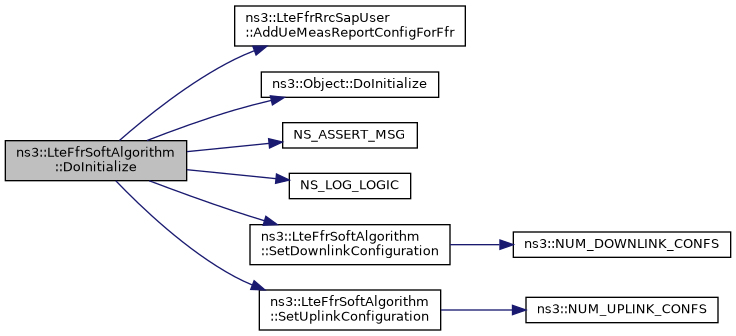 ns3::LteFfrRrcSapUser
::AddUeMeasReportConfigForFfr
ns3::Object::DoInitialize
ns3::LteFfrSoftAlgorithm
::DoInitialize
NS_ASSERT_MSG
NS_LOG_LOGIC
ns3::LteFfrSoftAlgorithm
::SetDownlinkConfiguration
ns3::NUM_DOWNLINK_CONFS
ns3::LteFfrSoftAlgorithm
::SetUplinkConfiguration
ns3::NUM_UPLINK_CONFS